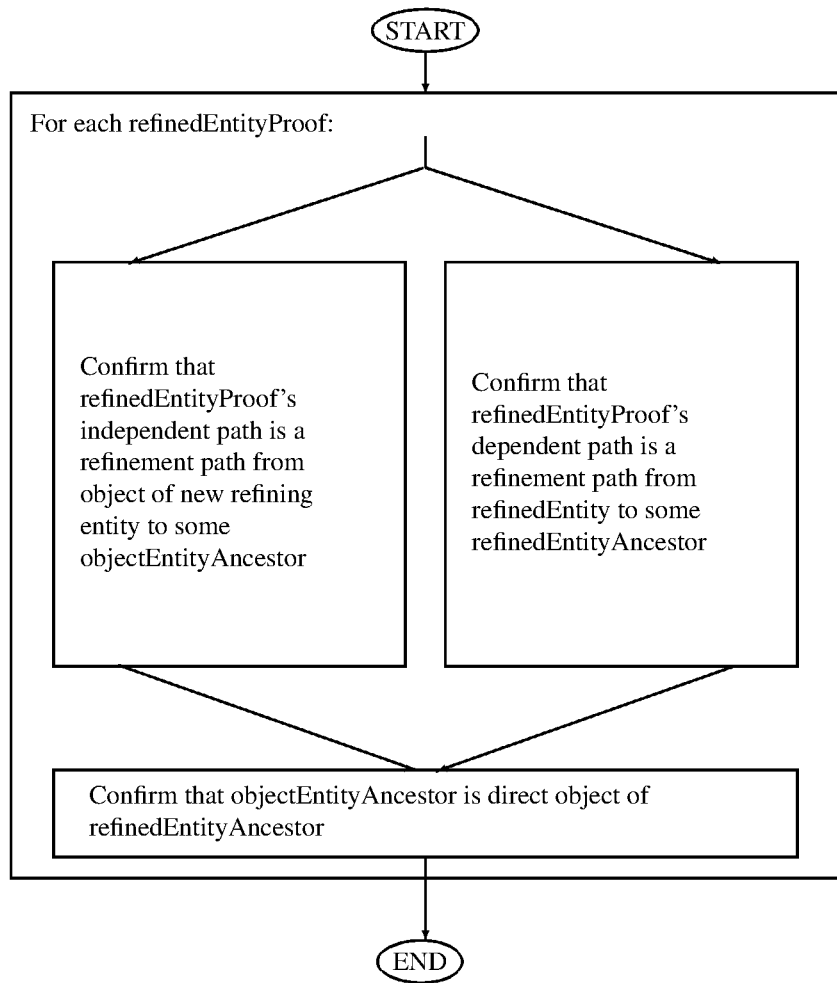 START
For each refinedEntityProof:
Confirm that
refinedEntityProof's
independent path is a
refinement path from
object of new refining
entity to some
objectEntityAncestor
Confirm that
refinedEntityProof's
dependent path is a
refinement path from
refinedEntity to some
refinedEntityAncestor
Confirm that objectEntityAncestor is direct object of
refinedEntityAncestor
END